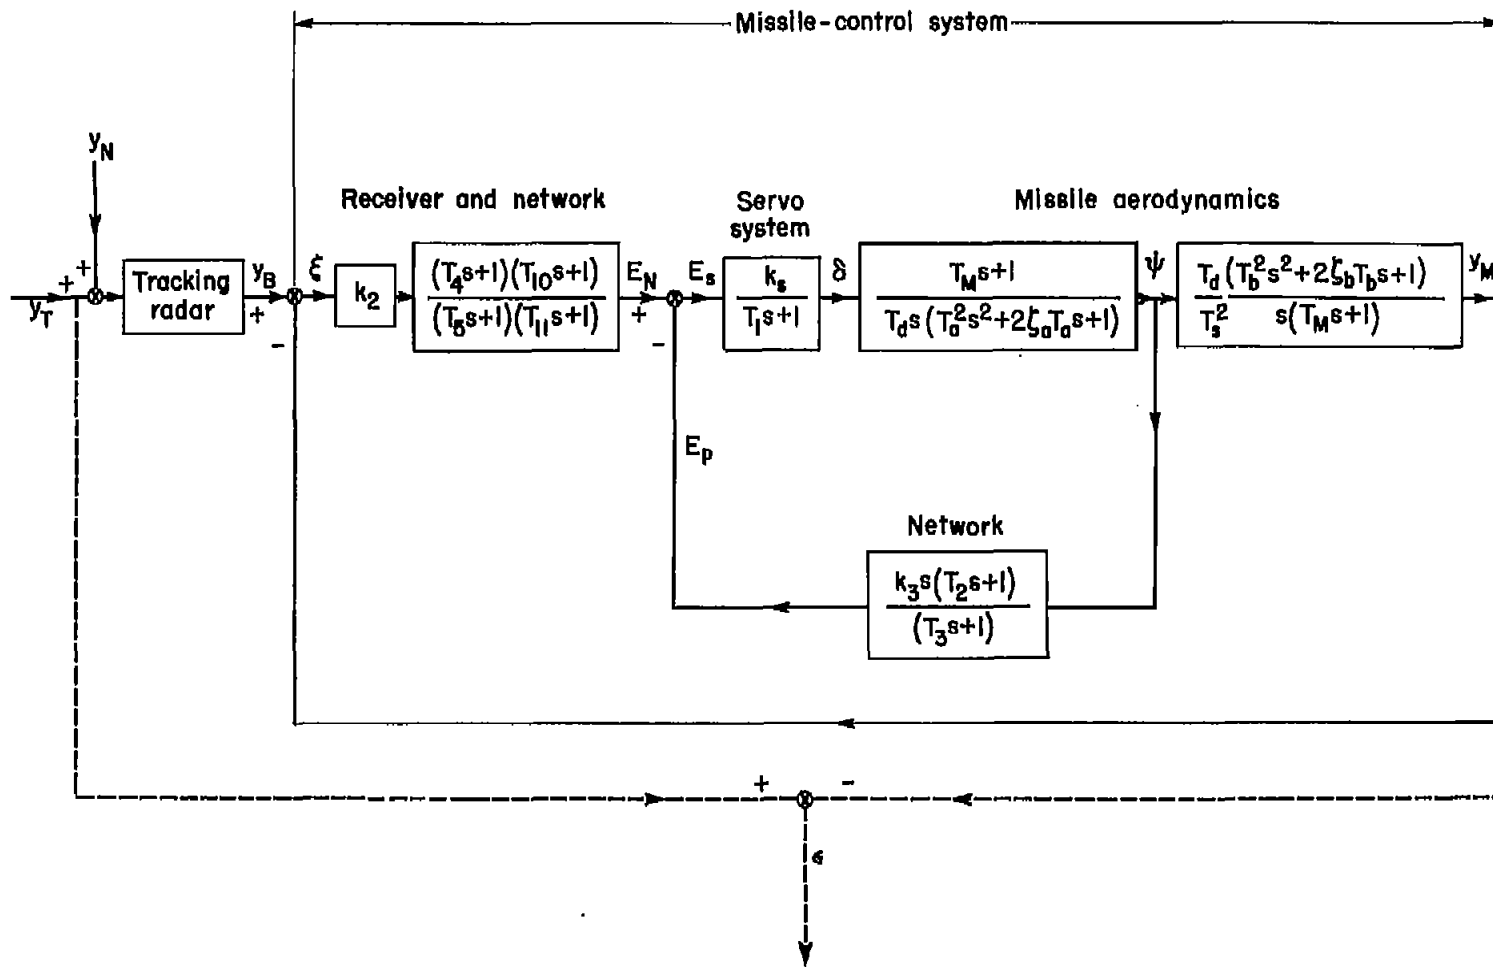 Missile-control system
y_N
Receiver and network
Servo system
Missile aerodynamics
+
+
y_T
Tracking radar
y_B
+
-
ξ
k_2
(T_4s+1)(T_10s+1)
(T_5s+1)(T_11s+1)
E_N
+
-
E_s
k_s
T_1s+1
δ
T_Ms+1
T_ds(T_a^2s^2+2ζ_aT_as+1)
ψ
T_d(T_b^2s^2+2ζ_bT_bs+1)
T_s^2 s(T_Ms+1)
y_M
E_p
Network
k_3s(T_2s+1)
(T_3s+1)
+
-
ε